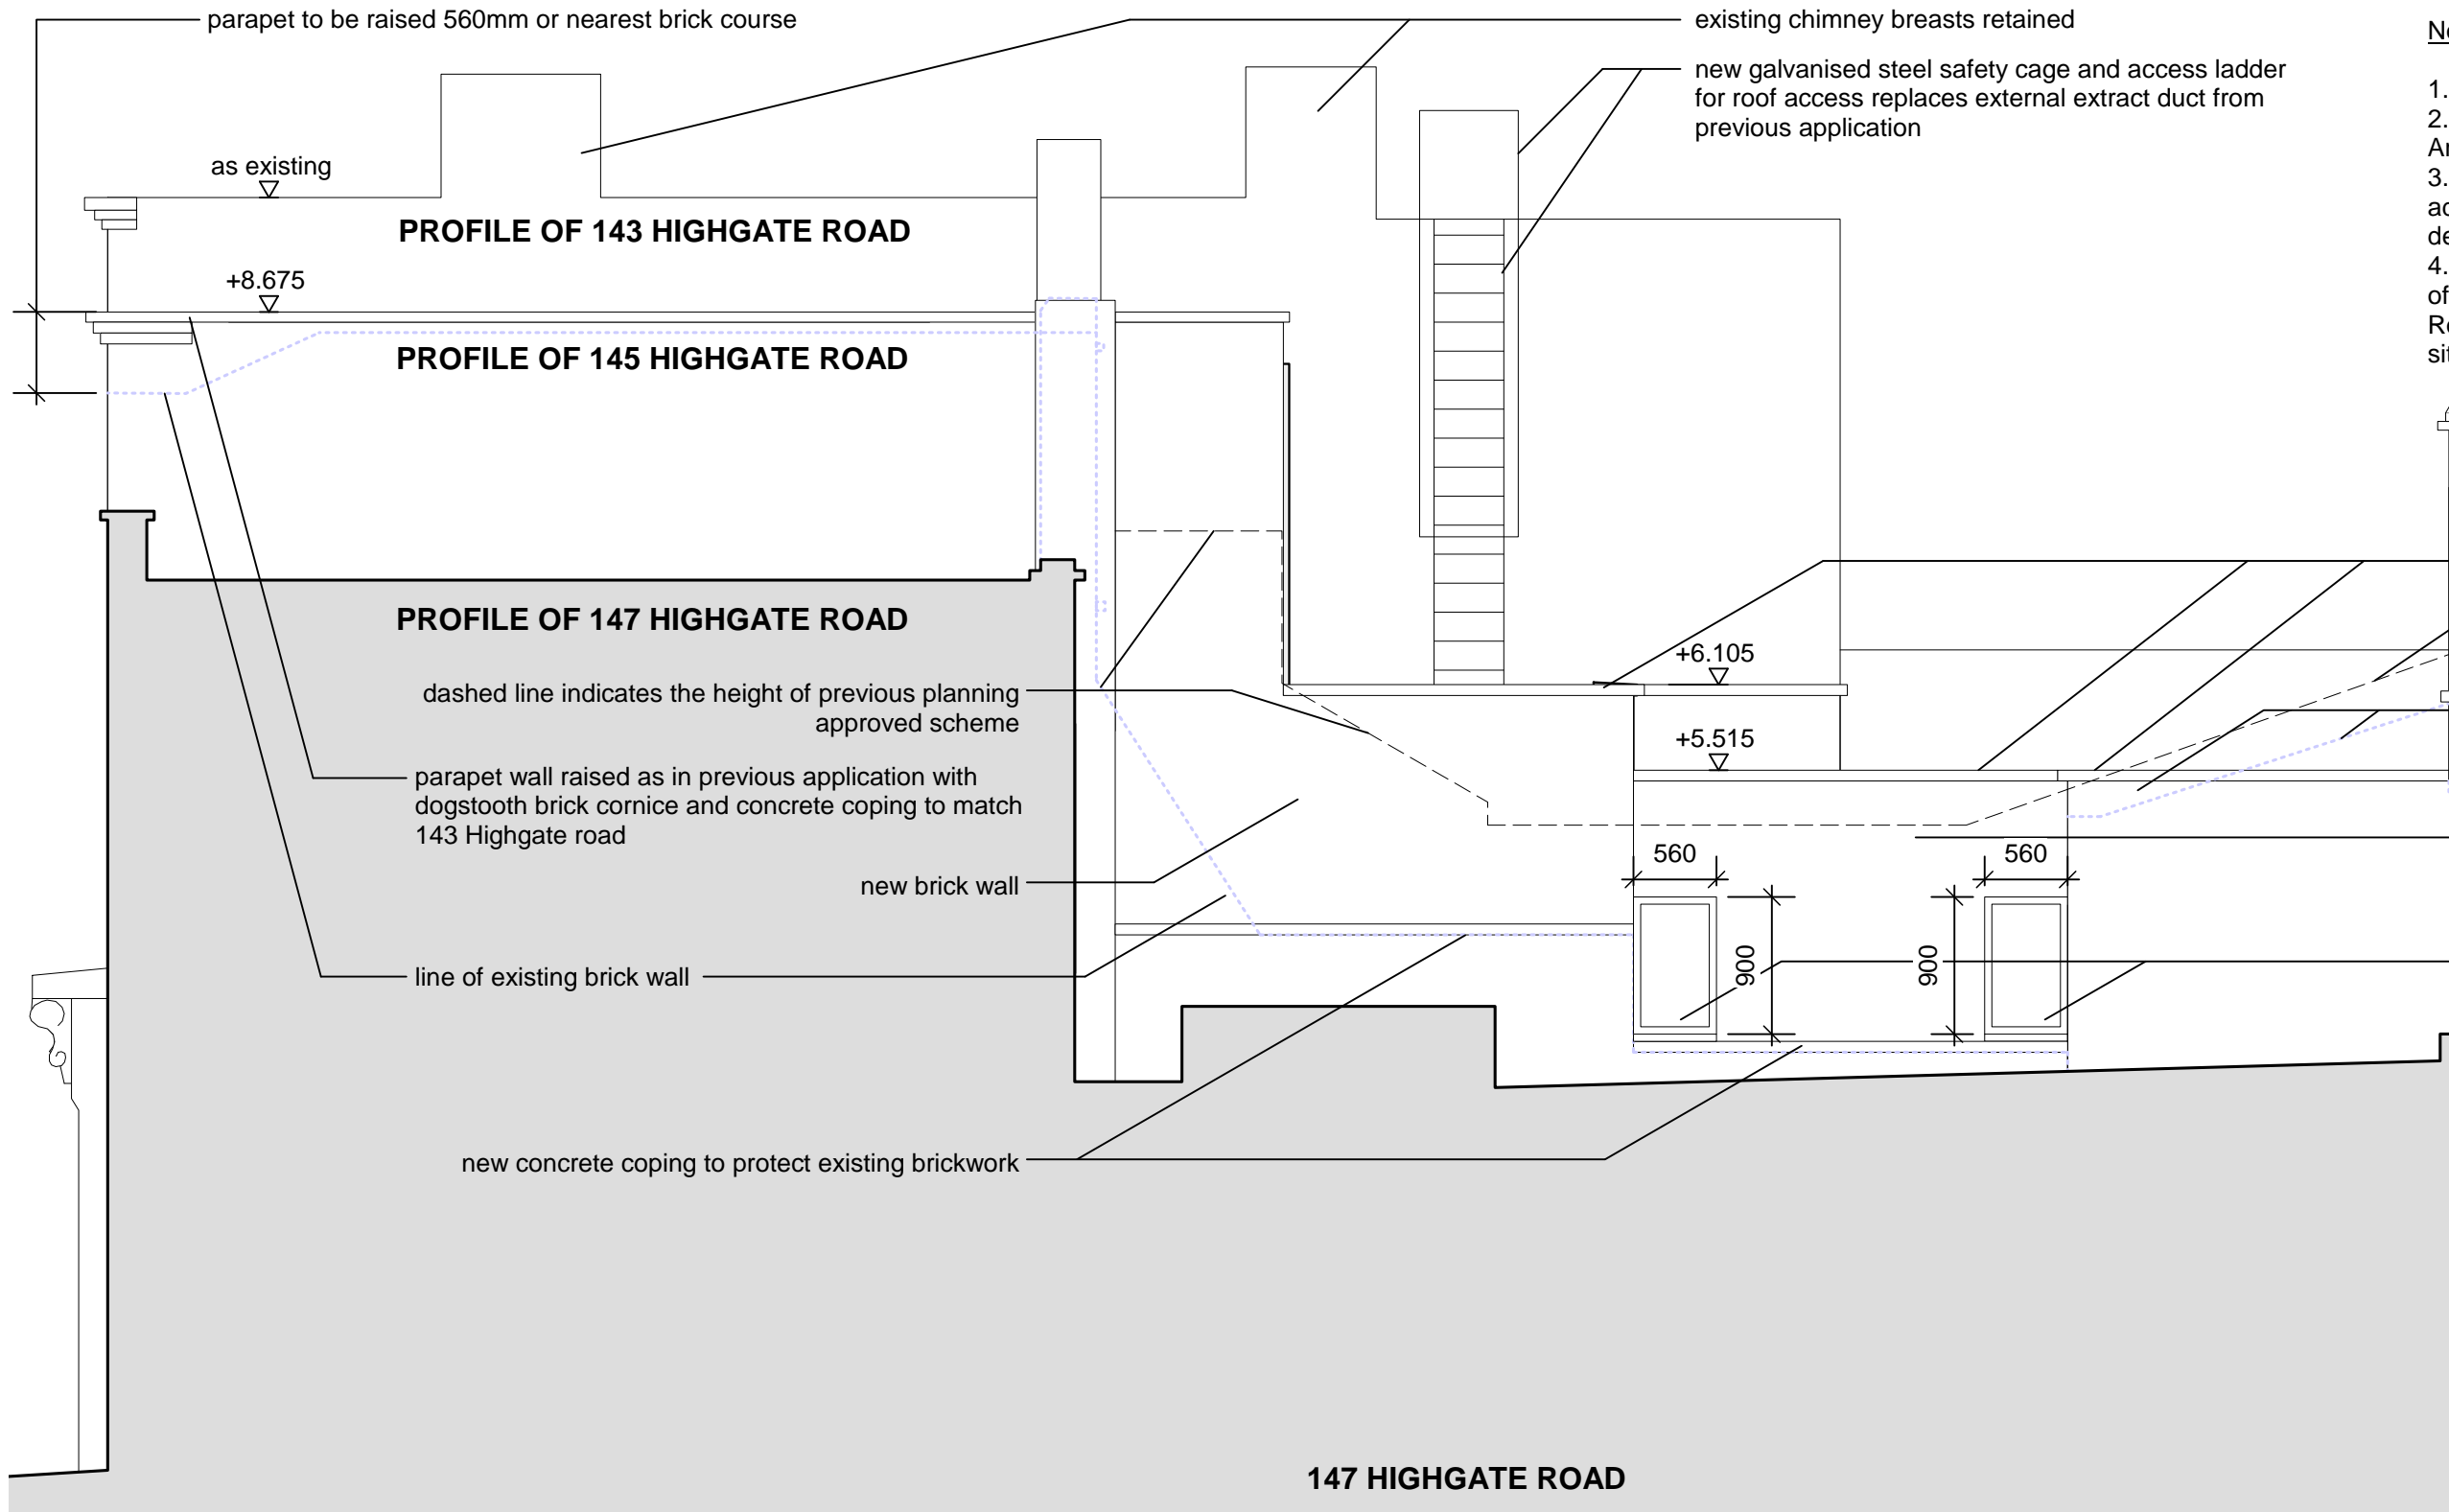 parapet to be raised 560mm or nearest brick course
existing chimney breasts retained
new galvanised steel safety cage and access ladder
for roof access replaces external extract duct from
previous application
as existing
PROFILE OF 143 HIGHGATE ROAD
+8.675
PROFILE OF 145 HIGHGATE ROAD
PROFILE OF 147 HIGHGATE ROAD
+6.105
dashed line indicates the height of previous planning
approved scheme
+5.515
parapet wall raised as in previous application with
dogstooth brick cornice and concrete coping to match
143 Highgate road
560
560
new brick wall
900
900
line of existing brick wall
new concrete coping to protect existing brickwork
147 HIGHGATE ROAD
1.
2.
3.
4.
of